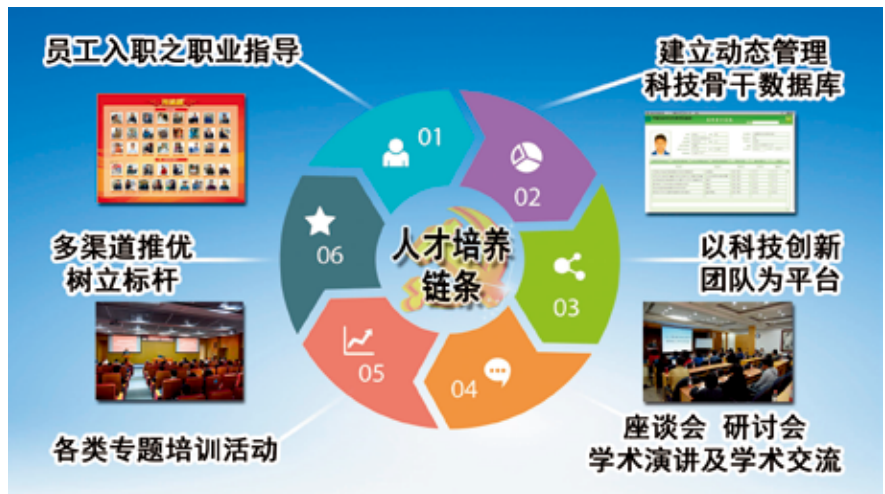 员工入职之职业指导
建立动态管理
科技骨干数据库
01
02
多渠道推优
树立标杆
06
人才培养
链条
03
以科技创新
团队为平台
05
04
各类专题培训活动
座谈会 研讨会
学术演讲及学术交流